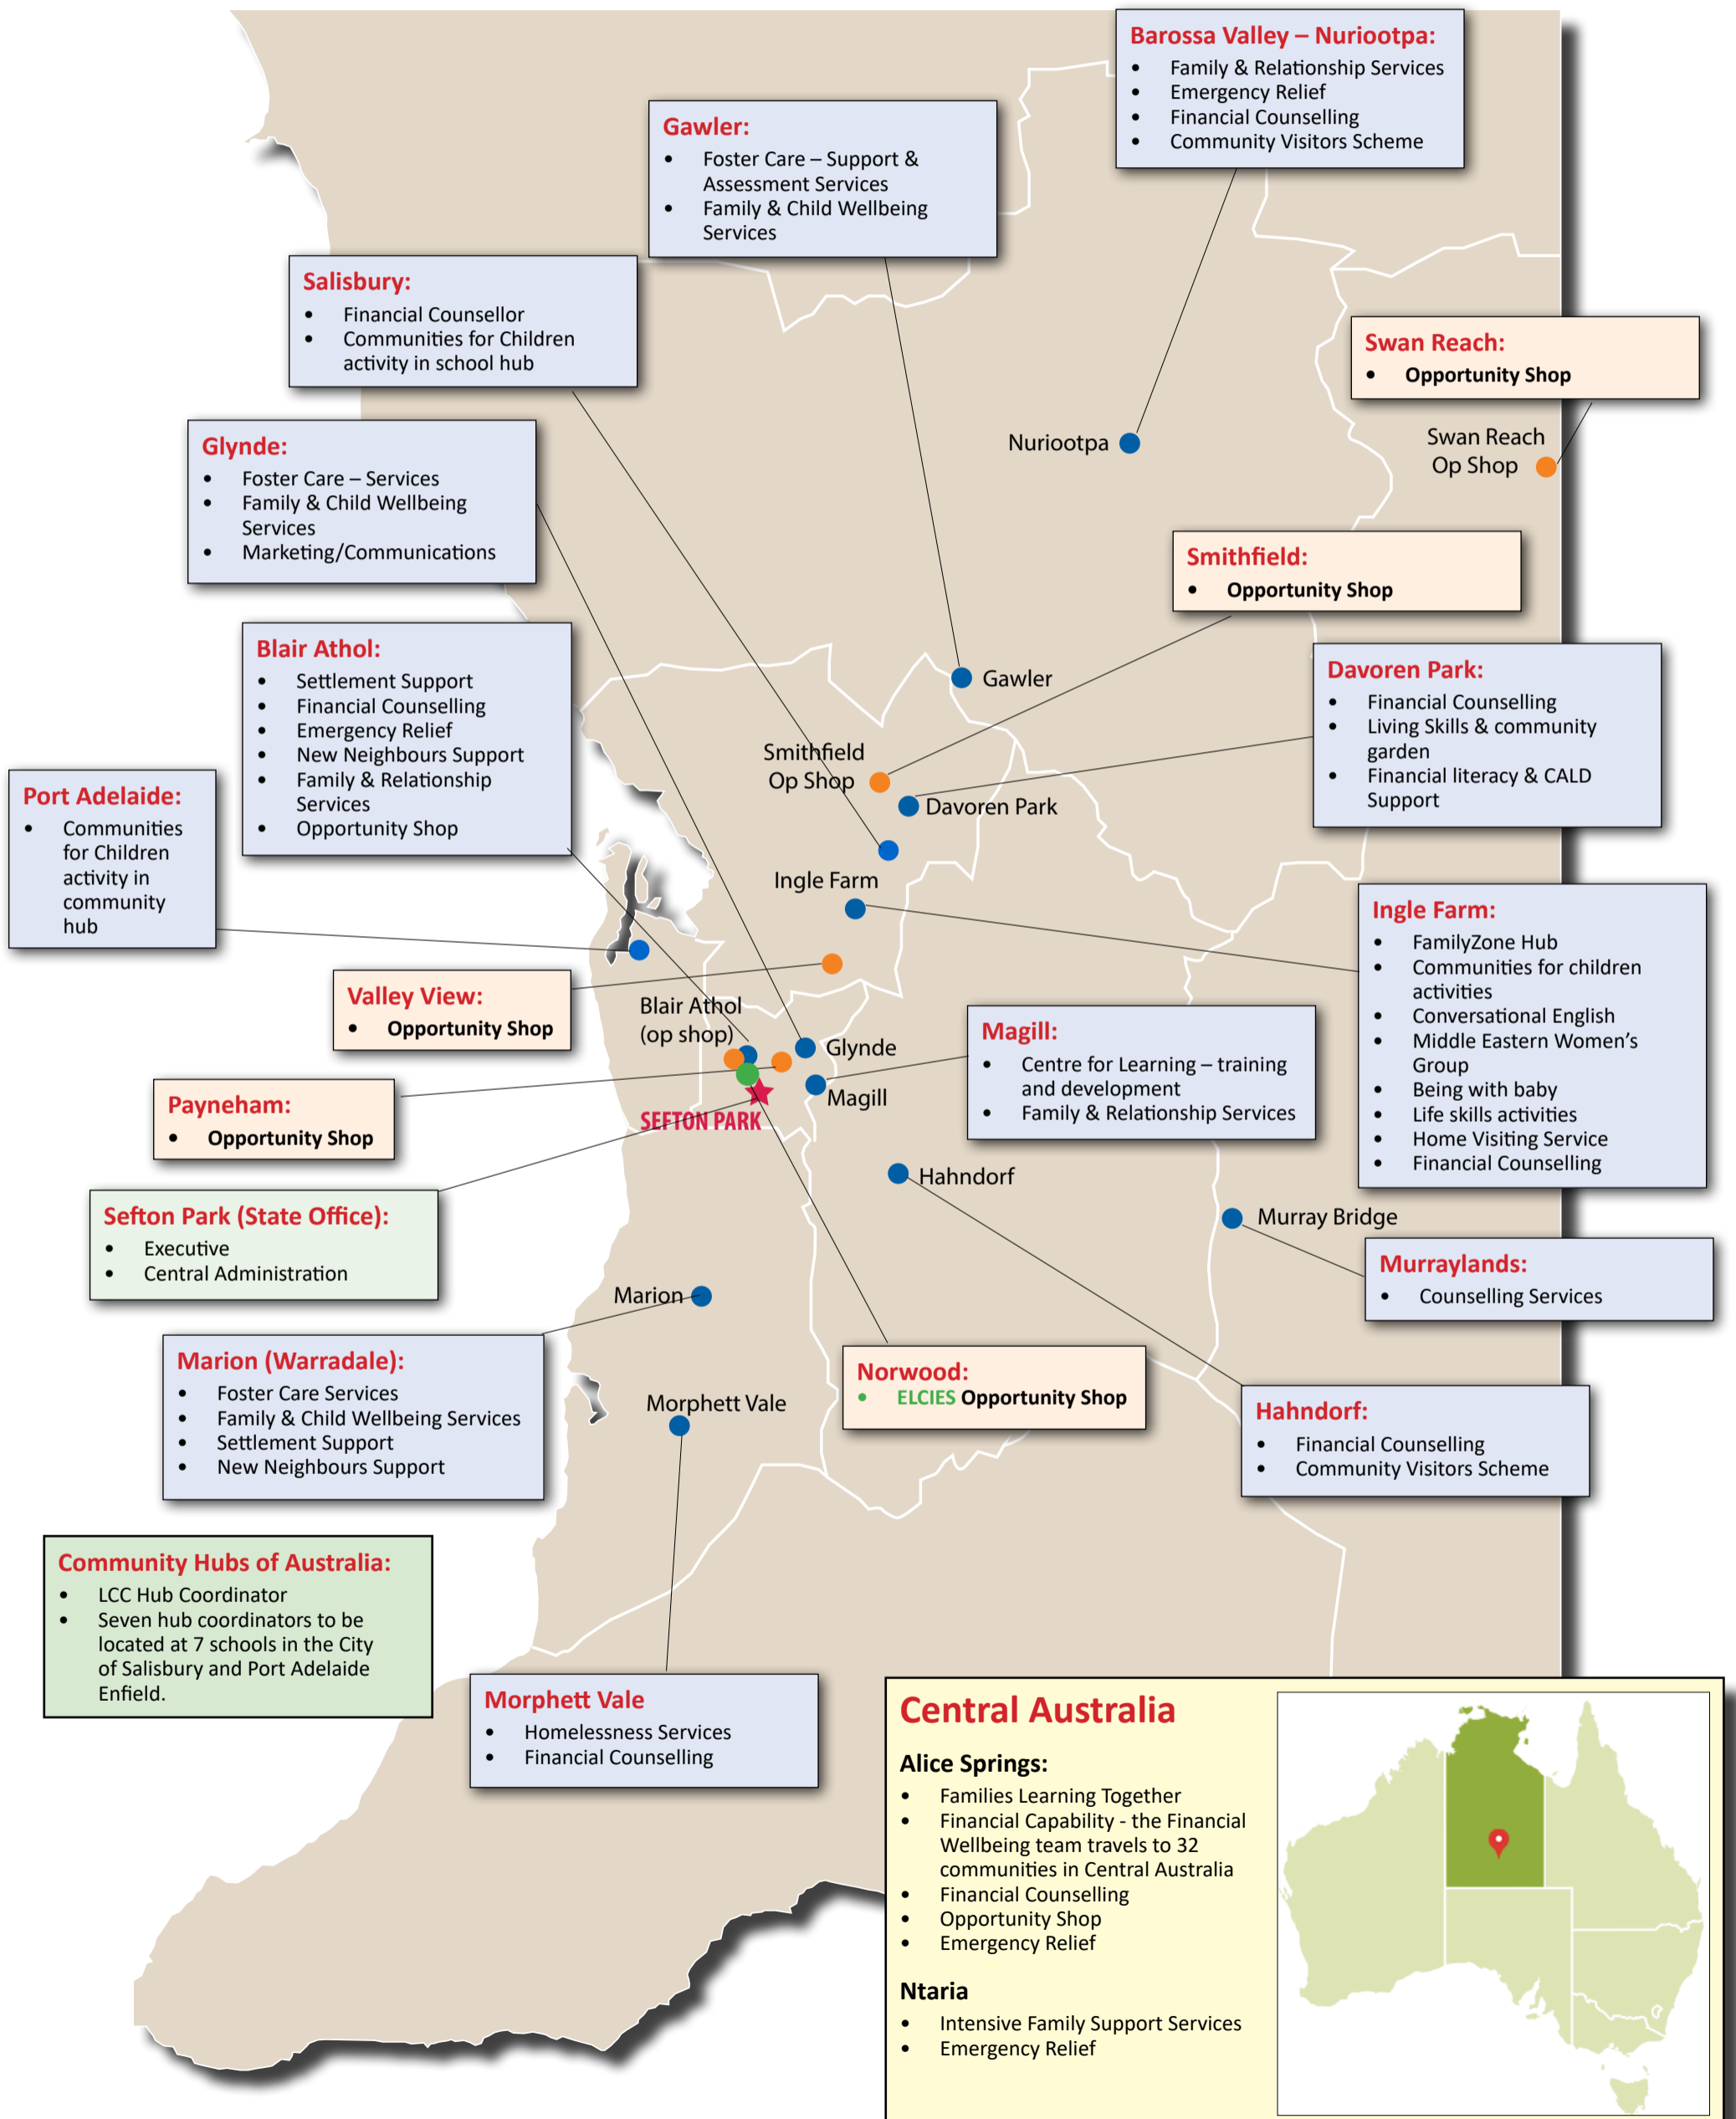 Barossa Valley – Nuriootpa:
• Family & Relationship Services
• Emergency Relief
• Financial Counselling
• Community Visitors Scheme
Gawler:
• Foster Care – Support &
Assessment Services
• Family & Child Wellbeing
Services
Salisbury:
• Financial Counsellor
• Communities for Children
activity in school hub
Swan Reach:
• Opportunity Shop
Glynde:
• Foster Care – Services
• Family & Child Wellbeing
Services
• Marketing/Communications
Nuriootpa
Swan Reach
Op Shop
Smithfield:
• Opportunity Shop
Blair Athol:
• Settlement Support
• Financial Counselling
• Emergency Relief
• New Neighbours Support
• Family & Relationship
Services
• Opportunity Shop
Gawler
Davoren Park:
• Financial Counselling
• Living Skills & community
garden
• Financial literacy & CALD
Support
Smithfield
Op Shop
Davoren Park
Port Adelaide:
• Communities
for Children
activity in
community
hub
Ingle Farm
Ingle Farm:
• FamilyZone Hub
• Communities for children
activities
• Conversational English
• Middle Eastern Women’s
Group
• Being with baby
• Life skills activities
• Home Visiting Service
• Financial Counselling
Valley View:
• Opportunity Shop
Blair Athol
(op shop)
Glynde
Magill
SEFTON PARK
Magill:
• Centre for Learning – training
and development
• Family & Relationship Services
Payneham:
• Opportunity Shop
Hahndorf
Murray Bridge
Sefton Park (State Office):
• Executive
• Central Administration
Murraylands:
• Counselling Services
Marion
Marion (Warradale):
• Foster Care Services
• Family & Child Wellbeing Services
• Settlement Support
• New Neighbours Support
Norwood:
• ELCIES Opportunity Shop
Morphett Vale
Hahndorf:
• Financial Counselling
• Community Visitors Scheme
Community Hubs of Australia:
• LCC Hub Coordinator
• Seven hub coordinators to be
located at 7 schools in the City
of Salisbury and Port Adelaide
Enfield.
Morphett Vale
• Homelessness Services
• Financial Counselling
Central Australia
Alice Springs:
• Families Learning Together
• Financial Capability - the Financial
Wellbeing team travels to 32
communities in Central Australia
• Financial Counselling
• Opportunity Shop
• Emergency Relief
Ntaria
• Intensive Family Support Services
• Emergency Relief